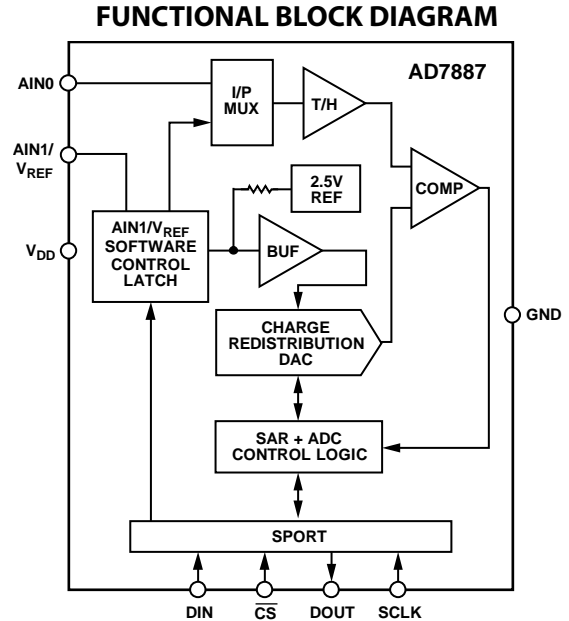 FUNCTIONAL BLOCK DIAGRAM
AD7887
AIN0
I/P
MUX
T/H
AIN1/
VREF
2.5V
REF
COMP
AIN1/VREF
SOFTWARE
CONTROL
LATCH
VDD
BUF
GND
CHARGE
REDISTRIBUTION
DAC
SAR + ADC
CONTROL LOGIC
SPORT
DIN
C̅S̅
DOUT
SCLK